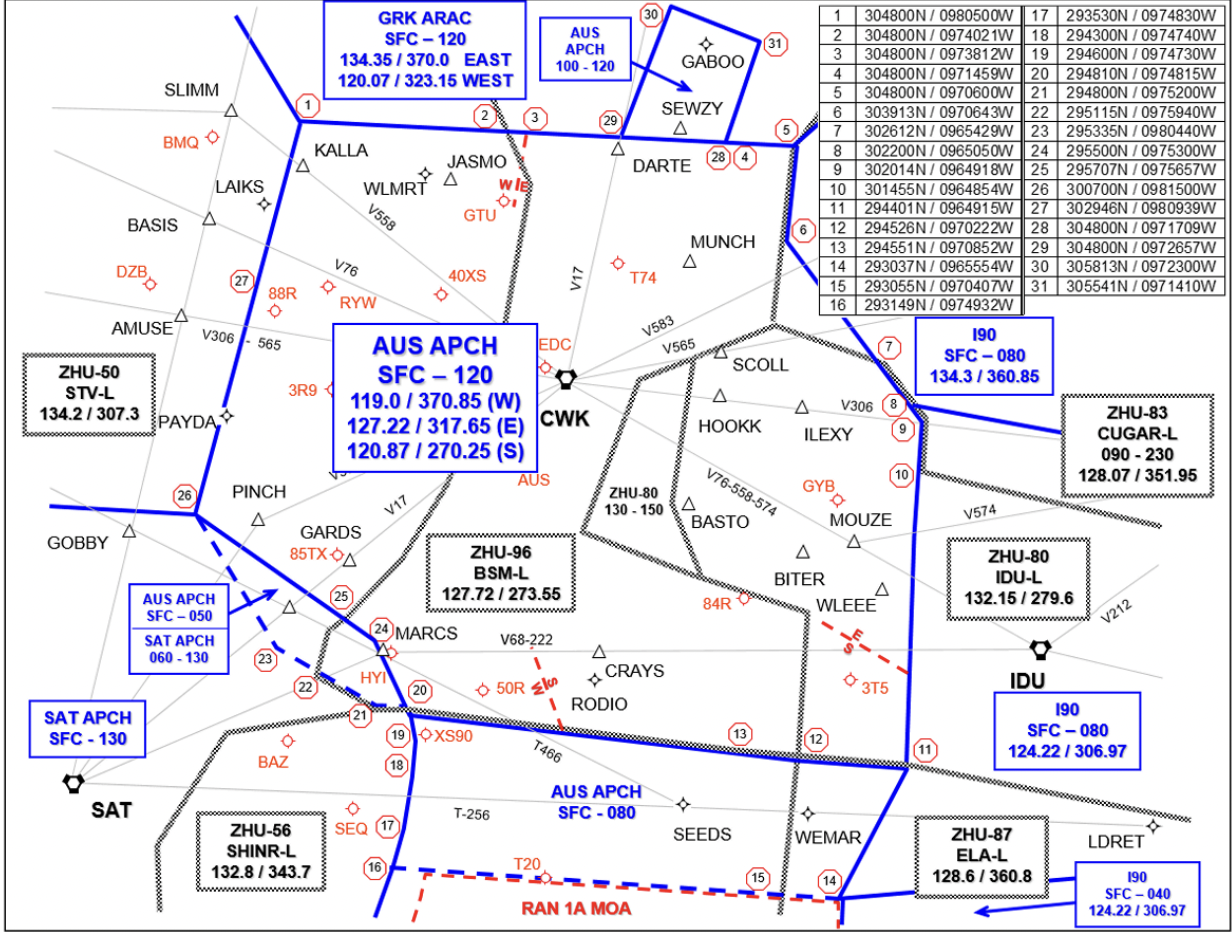 GRK ARAC
SFC – 120
134.35 / 370.0 EAST
120.07 / 323.15 WEST
AUS
APCH
100 - 120
30
31
GABOO
SEWZY
1 304800N / 0980500W 17 293530N / 0974830W
2 304800N / 0974021W 18 294300N / 0974740W
3 304800N / 0973812W 19 294600N / 0974730W
4 304800N / 0971459W 20 294810N / 0974815W
5 304800N / 0970600W 21 294800N / 0975200W
6 303913N / 0970643W 22 295115N / 0975940W
7 302612N / 0965429W 23 295335N / 0980440W
8 302200N / 0965050W 24 295500N / 0975300W
9 302014N / 0964918W 25 295707N / 0975657W
10 301455N / 0964854W 26 300700N / 0981500W
11 294401N / 0964915W 27 302946N / 0980939W
12 294526N / 0970222W 28 304800N / 0971709W
13 294551N / 0970852W 29 304800N / 0972657W
14 293037N / 0965554W 30 305813N / 0972300W
15 293055N / 0970407W 31 305541N / 0971410W
16 293149N / 0974932W
SLIMM
1
2
3
29
28
4
5
BMQ
KALLA
JASMO
WLMRT
DARTE
LAIKS
W E
GTU
BASIS
V558
MUNCH
6
DZB
27
V76
40XS
T74
V17
88R
RYW
AMUSE
V306 - 565
V583
V565
I90
SFC – 080
134.3 / 360.85
7
ZHU-50
STV-L
134.2 / 307.3
AUS APCH
SFC – 120
119.0 / 370.85 (W)
127.22 / 317.65 (E)
120.87 / 270.25 (S)
EDC
3R9
CWK
SCOLL
V306
8
9
HOOKK
ILEXY
PAYDA
ZHU-83
CUGAR-L
090 - 230
128.07 / 351.95
10
V76-558-574
AUS
26
PINCH
V17
ZHU-80
130 - 150
GYB
BASTO
MOUZE
V574
GOBBY
GARDS
85TX
ZHU-96
BSM-L
127.72 / 273.55
BITER
ZHU-80
IDU-L
132.15 / 279.6
AUS APCH
SFC – 050
SAT APCH
060 - 130
25
84R
WLEEE
V212
24
MARCS
V68-222
E
S
23
HYI
CRAYS
IDU
22
20
50R
S
W
RODIO
3T5
SAT APCH
SFC - 130
21
19
XS90
I90
SFC – 080
124.22 / 306.97
BAZ
18
T466
13
12
11
SAT
AUS APCH
SFC - 080
T-256
SEQ
17
SEEDS
WEMAR
LDRET
ZHU-56
SHINR-L
132.8 / 343.7
ZHU-87
ELA-L
128.6 / 360.8
16
T20
15
14
RAN 1A MOA
I90
SFC – 040
124.22 / 306.97